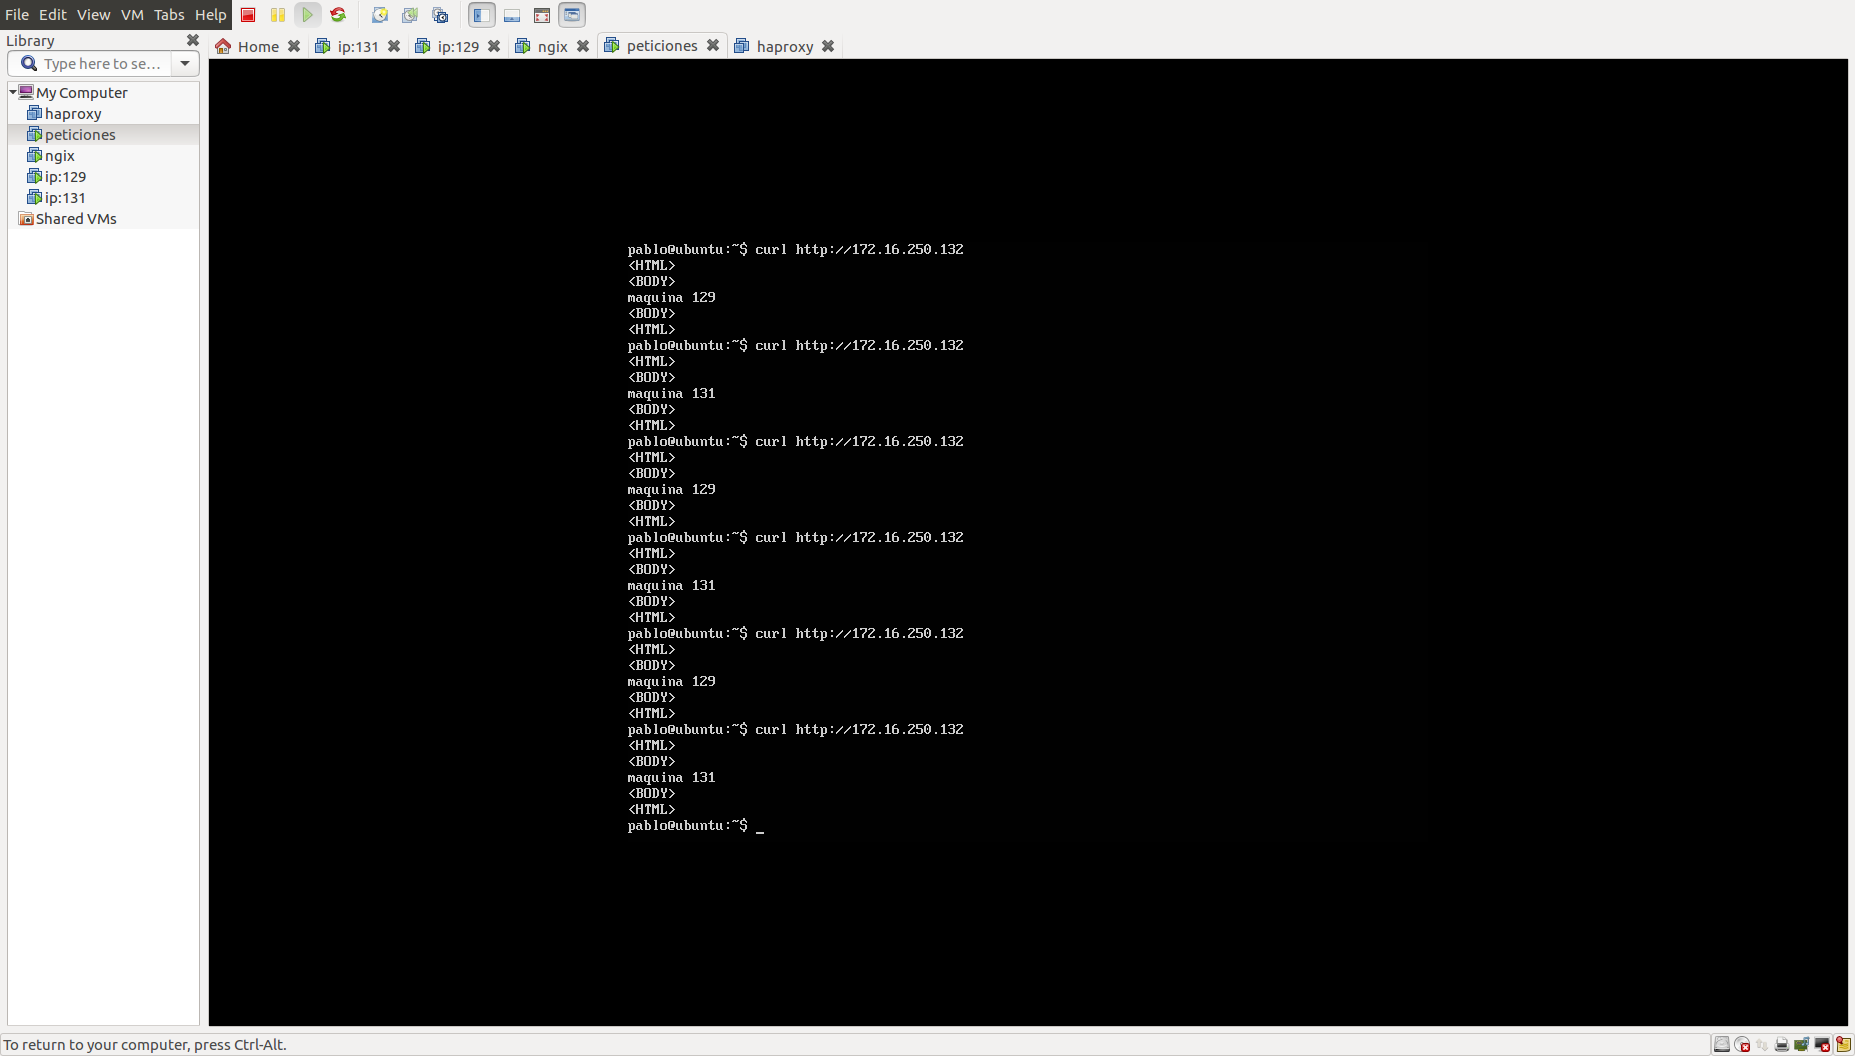 File Edit View VM Tabs Help
Library
Home ip:131 ip:129 ngix peticiones haproxy
Type here to se...
My Computer
haproxy
peticiones
ngix
ip:129
ip:131
Shared VMs
pablo@ubuntu:~$ curl http://172.16.250.132
<HTML>
<BODY>
maquina 129
<BODY>
<HTML>
pablo@ubuntu:~$ curl http://172.16.250.132
<HTML>
<BODY>
maquina 131
<BODY>
<HTML>
pablo@ubuntu:~$ curl http://172.16.250.132
<HTML>
<BODY>
maquina 129
<BODY>
<HTML>
pablo@ubuntu:~$ curl http://172.16.250.132
<HTML>
<BODY>
maquina 131
<BODY>
<HTML>
pablo@ubuntu:~$ curl http://172.16.250.132
<HTML>
<BODY>
maquina 129
<BODY>
<HTML>
pablo@ubuntu:~$ curl http://172.16.250.132
<HTML>
<BODY>
maquina 131
<BODY>
<HTML>
pablo@ubuntu:~$ _
To return to your computer, press Ctrl-Alt.